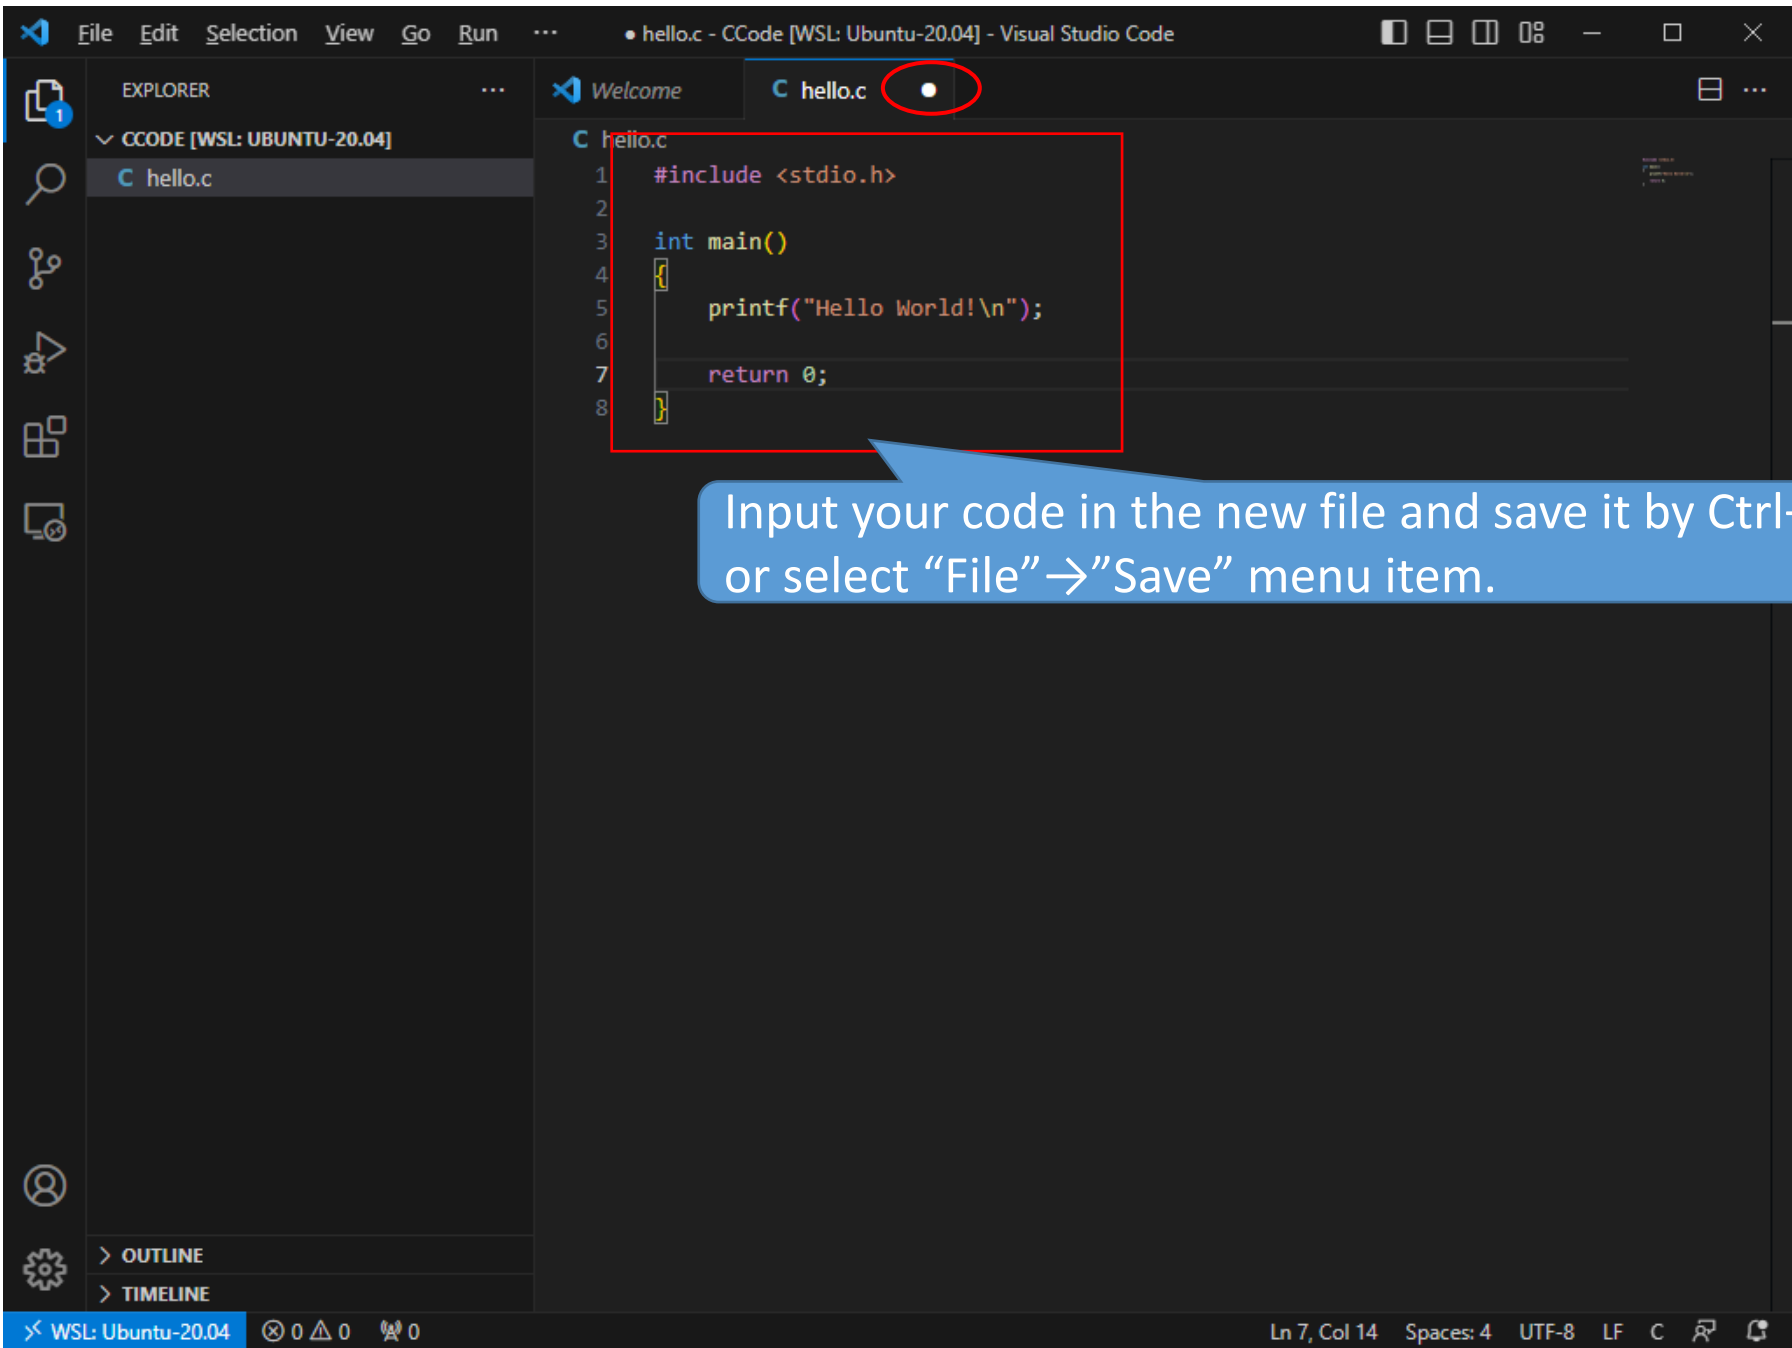 File Edit Selection View Go Run ··· ● hello.c - CCode [WSL: Ubuntu-20.04] - Visual Studio Code
EXPLORER ···
Welcome
C hello.c ●
CCODE [WSL: UBUNTU-20.04]
C hello.c
C hello.c
1 #include <stdio.h>
2
3 int main()
4 {
5     printf("Hello World!\n");
6
7     return 0;
8 }
Input your code in the new file and save it by Ctrl-
or select “File”→”Save” menu item.
1
OUTLINE
TIMELINE
WSL: Ubuntu-20.04 0 0 0 Ln 7, Col 14 Spaces: 4 UTF-8 LF C